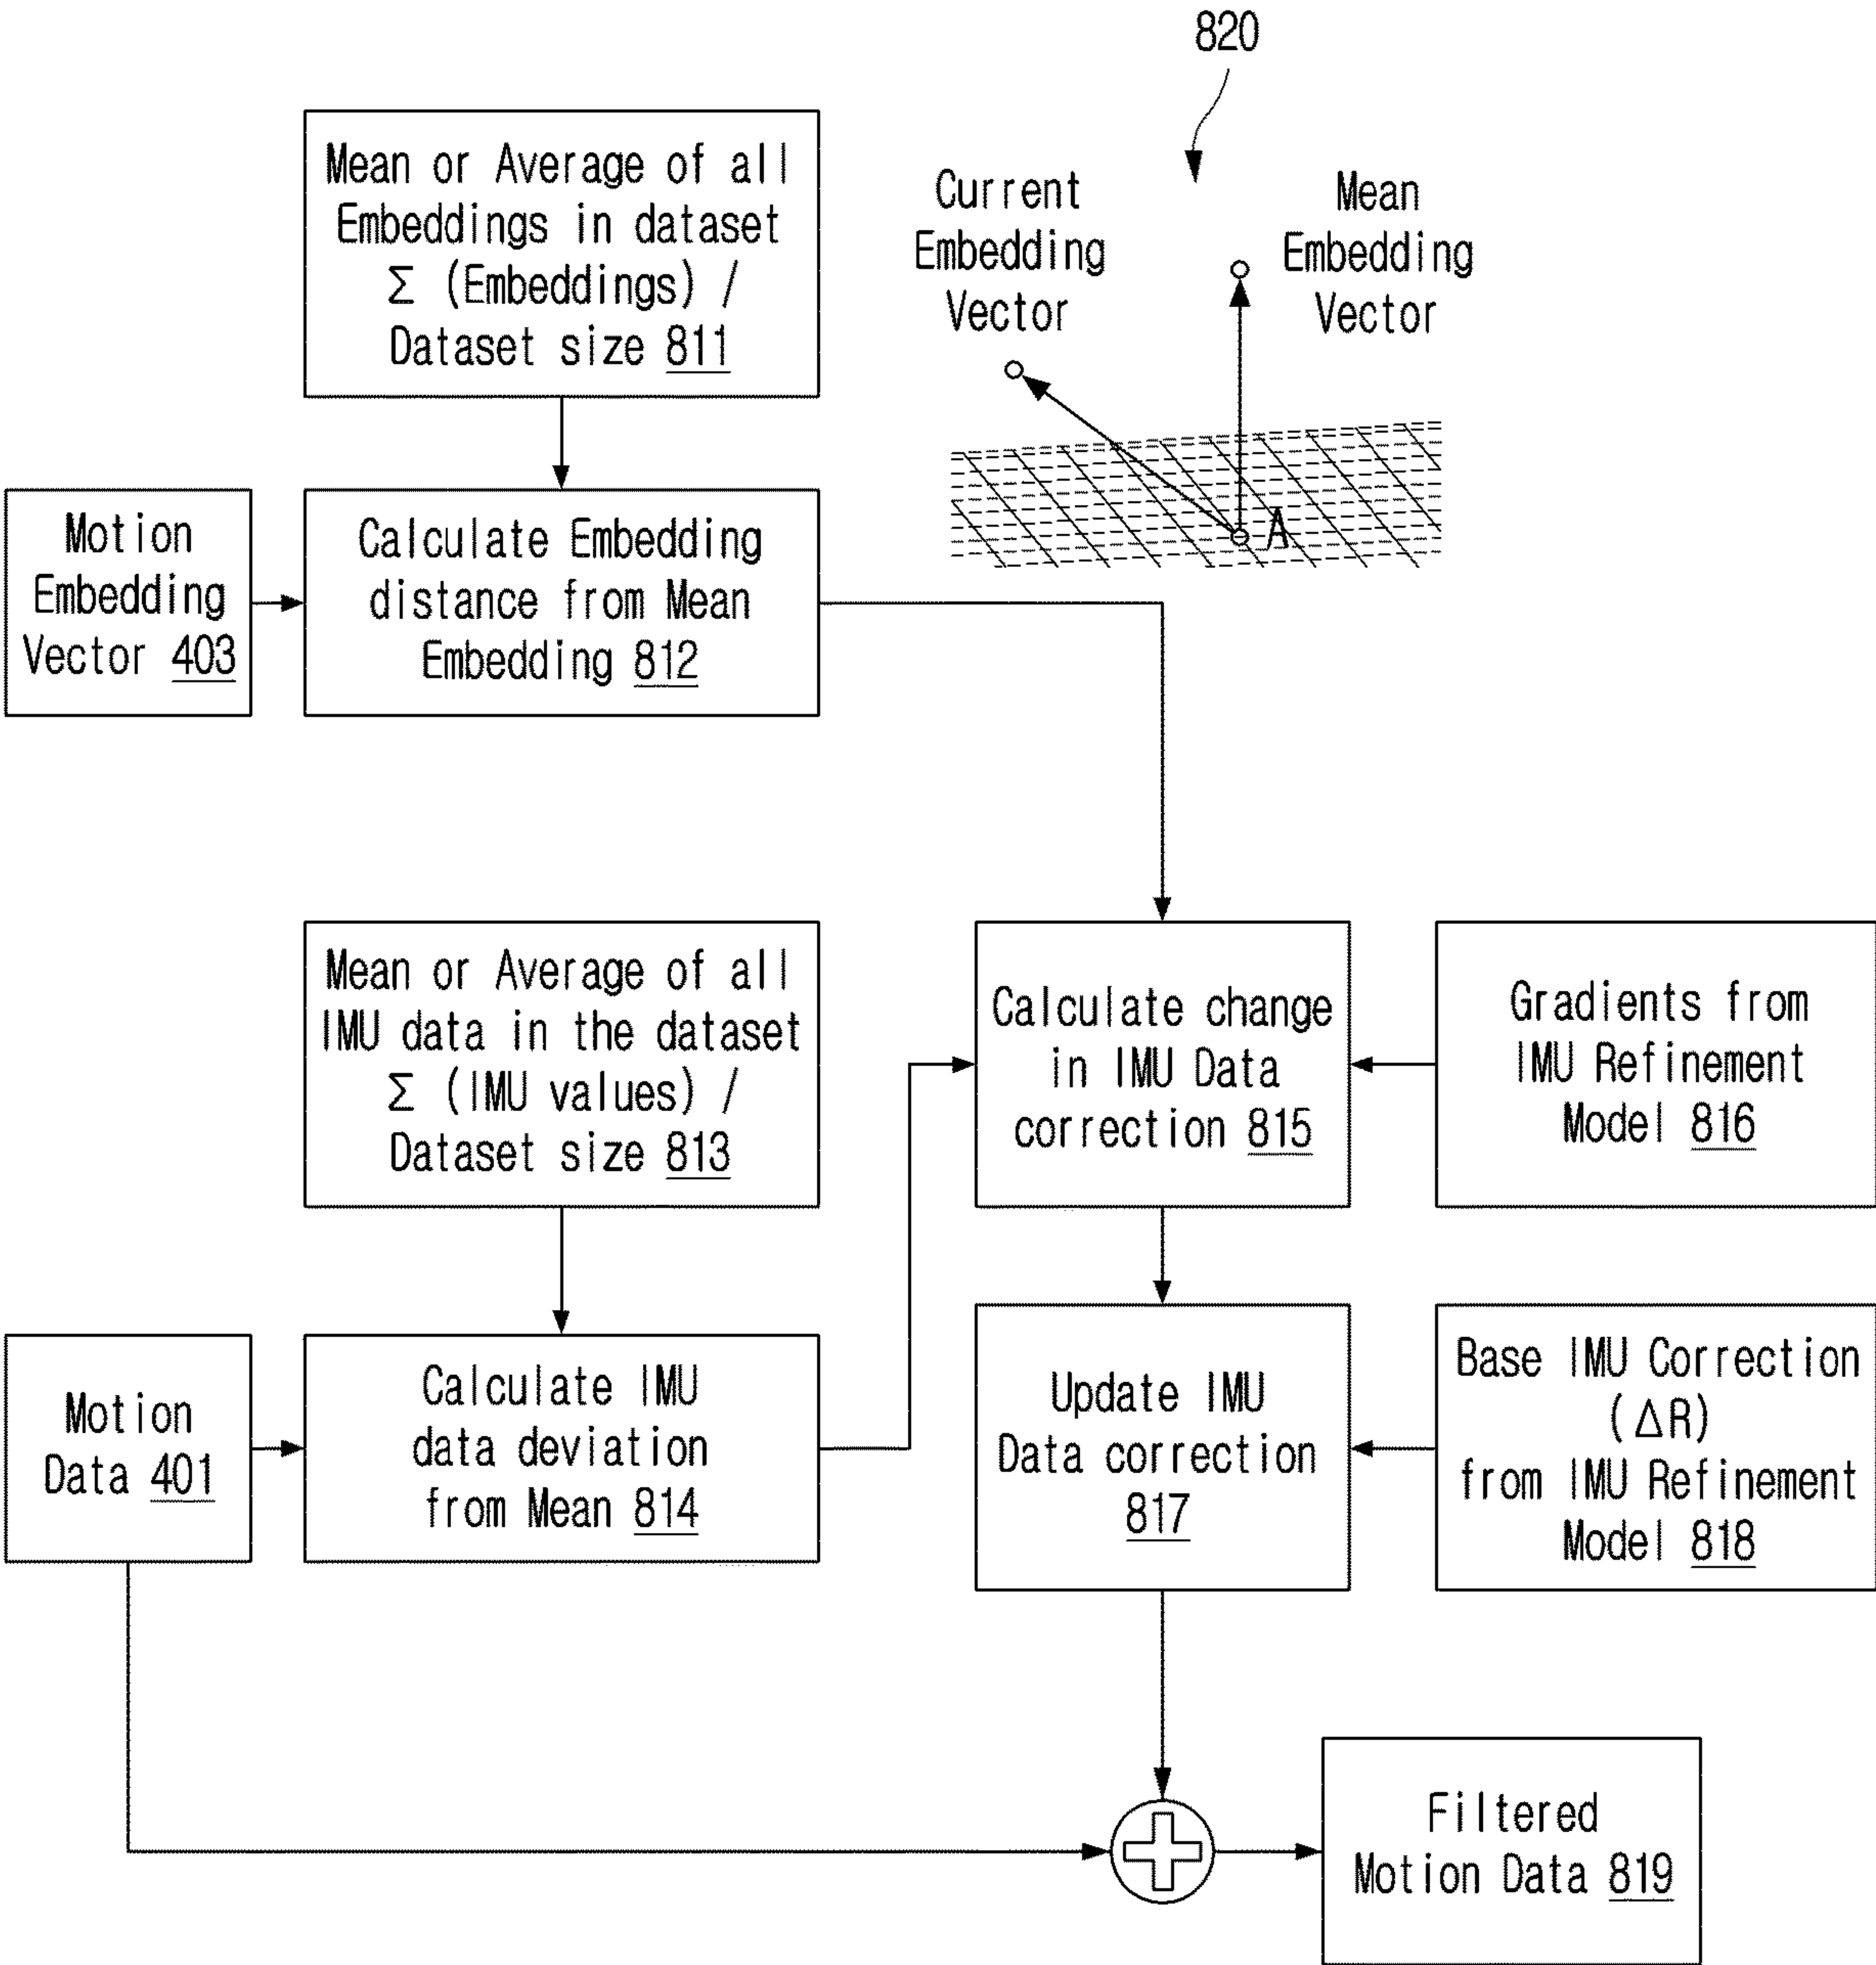 820
Mean or Average of all
Embeddings in dataset
Σ (Embeddings) /
Dataset size 811
Current
Embedding
Vector
Mean
Embedding
Vector
A
Motion
Embedding
Vector 403
Calculate Embedding
distance from Mean
Embedding 812
Mean or Average of all
IMU data in the dataset
Σ (IMU values) /
Dataset size 813
Calculate change
in IMU Data
correction 815
Gradients from
IMU Refinement
Model 816
Motion
Data 401
Calculate IMU
data deviation
from Mean 814
Update IMU
Data correction
817
Base IMU Correction
(ΔR)
from IMU Refinement
Model 818
Filtered
Motion Data 819